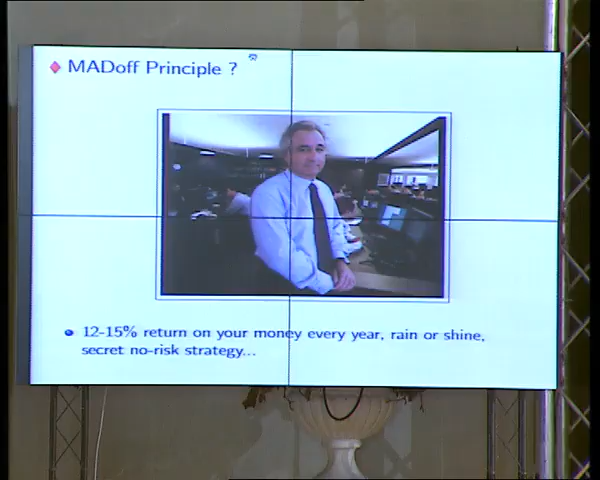 MADoff Principle ?
12-15% return on your money every year, rain or shine,
secret no-risk strategy...